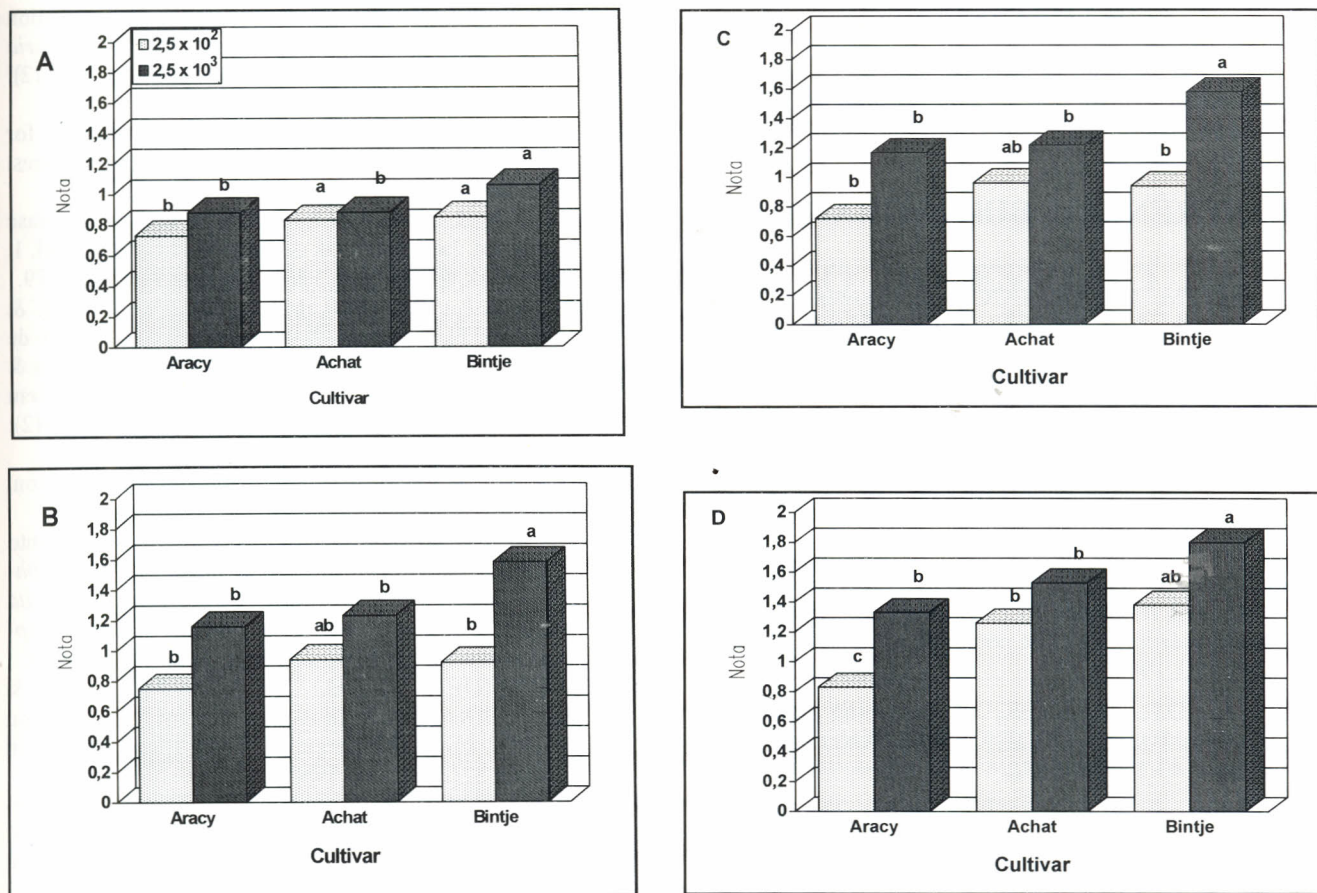 A
2,5 x 10²
2,5 x 10³
2
1,8
1,6
1,4
1,2
1
0,8
0,6
0,4
0,2
0
Nota
b b a b a a
Aracy Achat Bintje
Cultivar
B
2
1,8
1,6
1,4
1,2
1
0,8
0,6
0,4
0,2
0
Nota
b b ab b b a
Aracy Achat Bintje
Cultivar
C
2
1,8
1,6
1,4
1,2
1
0,8
0,6
0,4
0,2
0
Nota
b b ab b b a
Aracy Achat Bintje
Cultivar
D
2
1,8
1,6
1,4
1,2
1
0,8
0,6
0,4
0,2
0
Nota
c b b b ab a
Aracy Achat Bintje
Cultivar